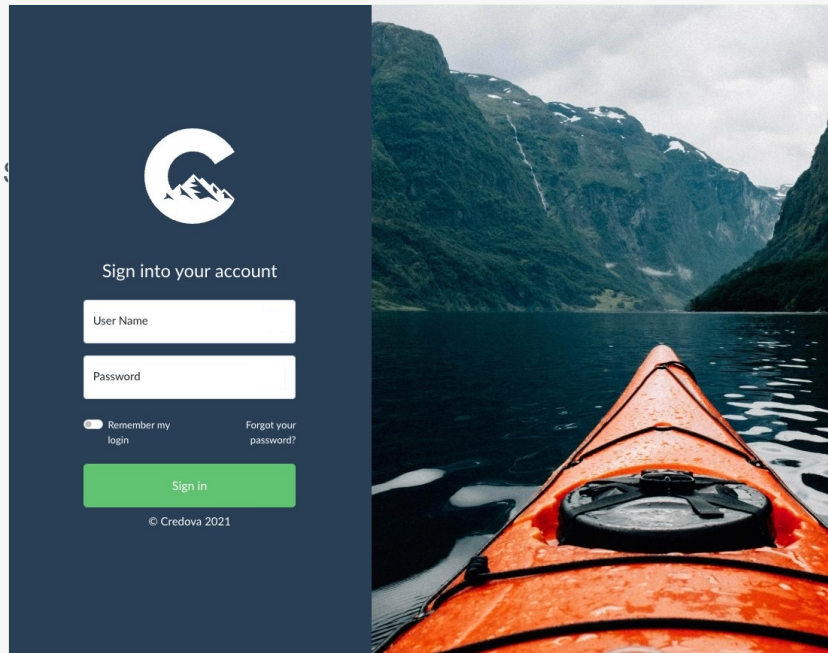 Sign into your account
User Name
Password
Remember my
login
Forgot your
password?
Sign in
© Credova 2021